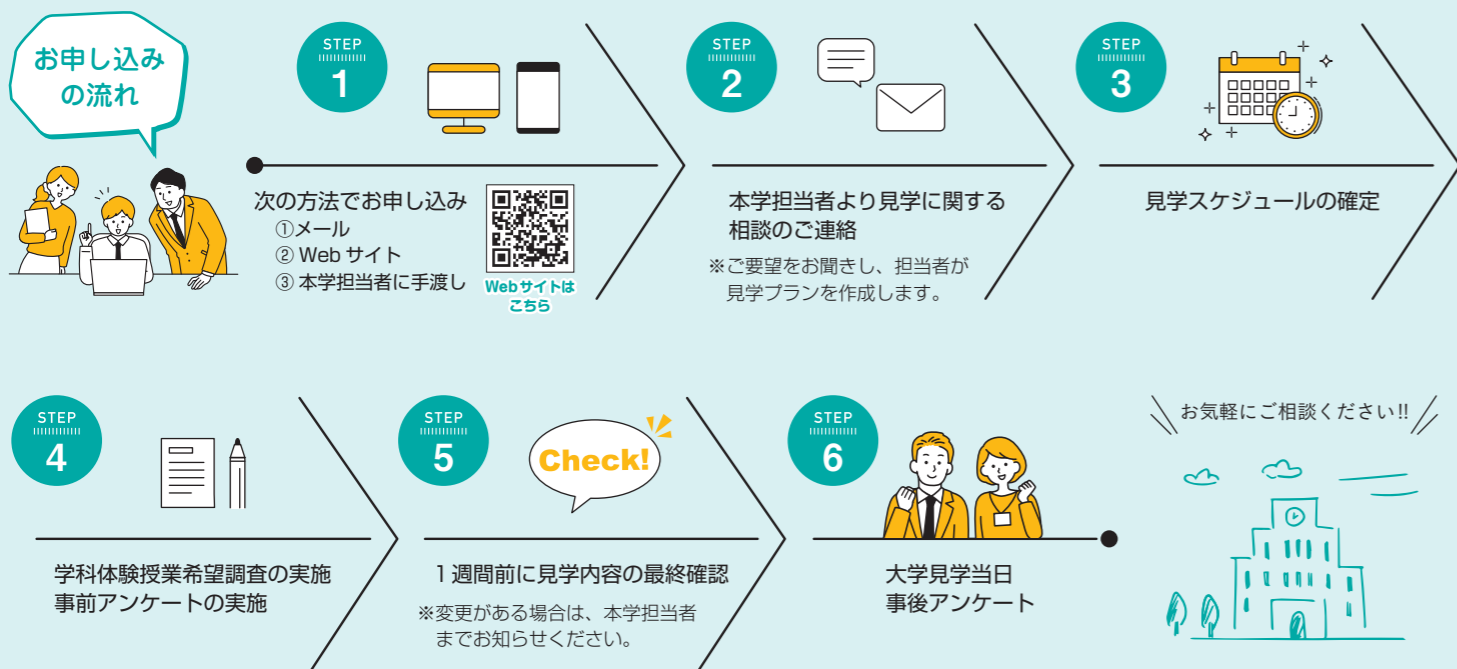 お申し込み
の流れ
STEP
1
次の方法でお申し込み
①メール
② Web サイト
③ 本学担当者に手渡し
Webサイトは
こちら
STEP
2
本学担当者より見学に関する
相談のご連絡
※ご要望をお聞きし、担当者が
見学プランを作成します。
STEP
3
見学スケジュールの確定
STEP
4
学科体験授業希望調査の実施
事前アンケートの実施
STEP
5
Check!
1週間前に見学内容の最終確認
※変更がある場合は、本学担当者
までお知らせください。
STEP
6
大学見学当日
事後アンケート
お気軽にご相談ください!!